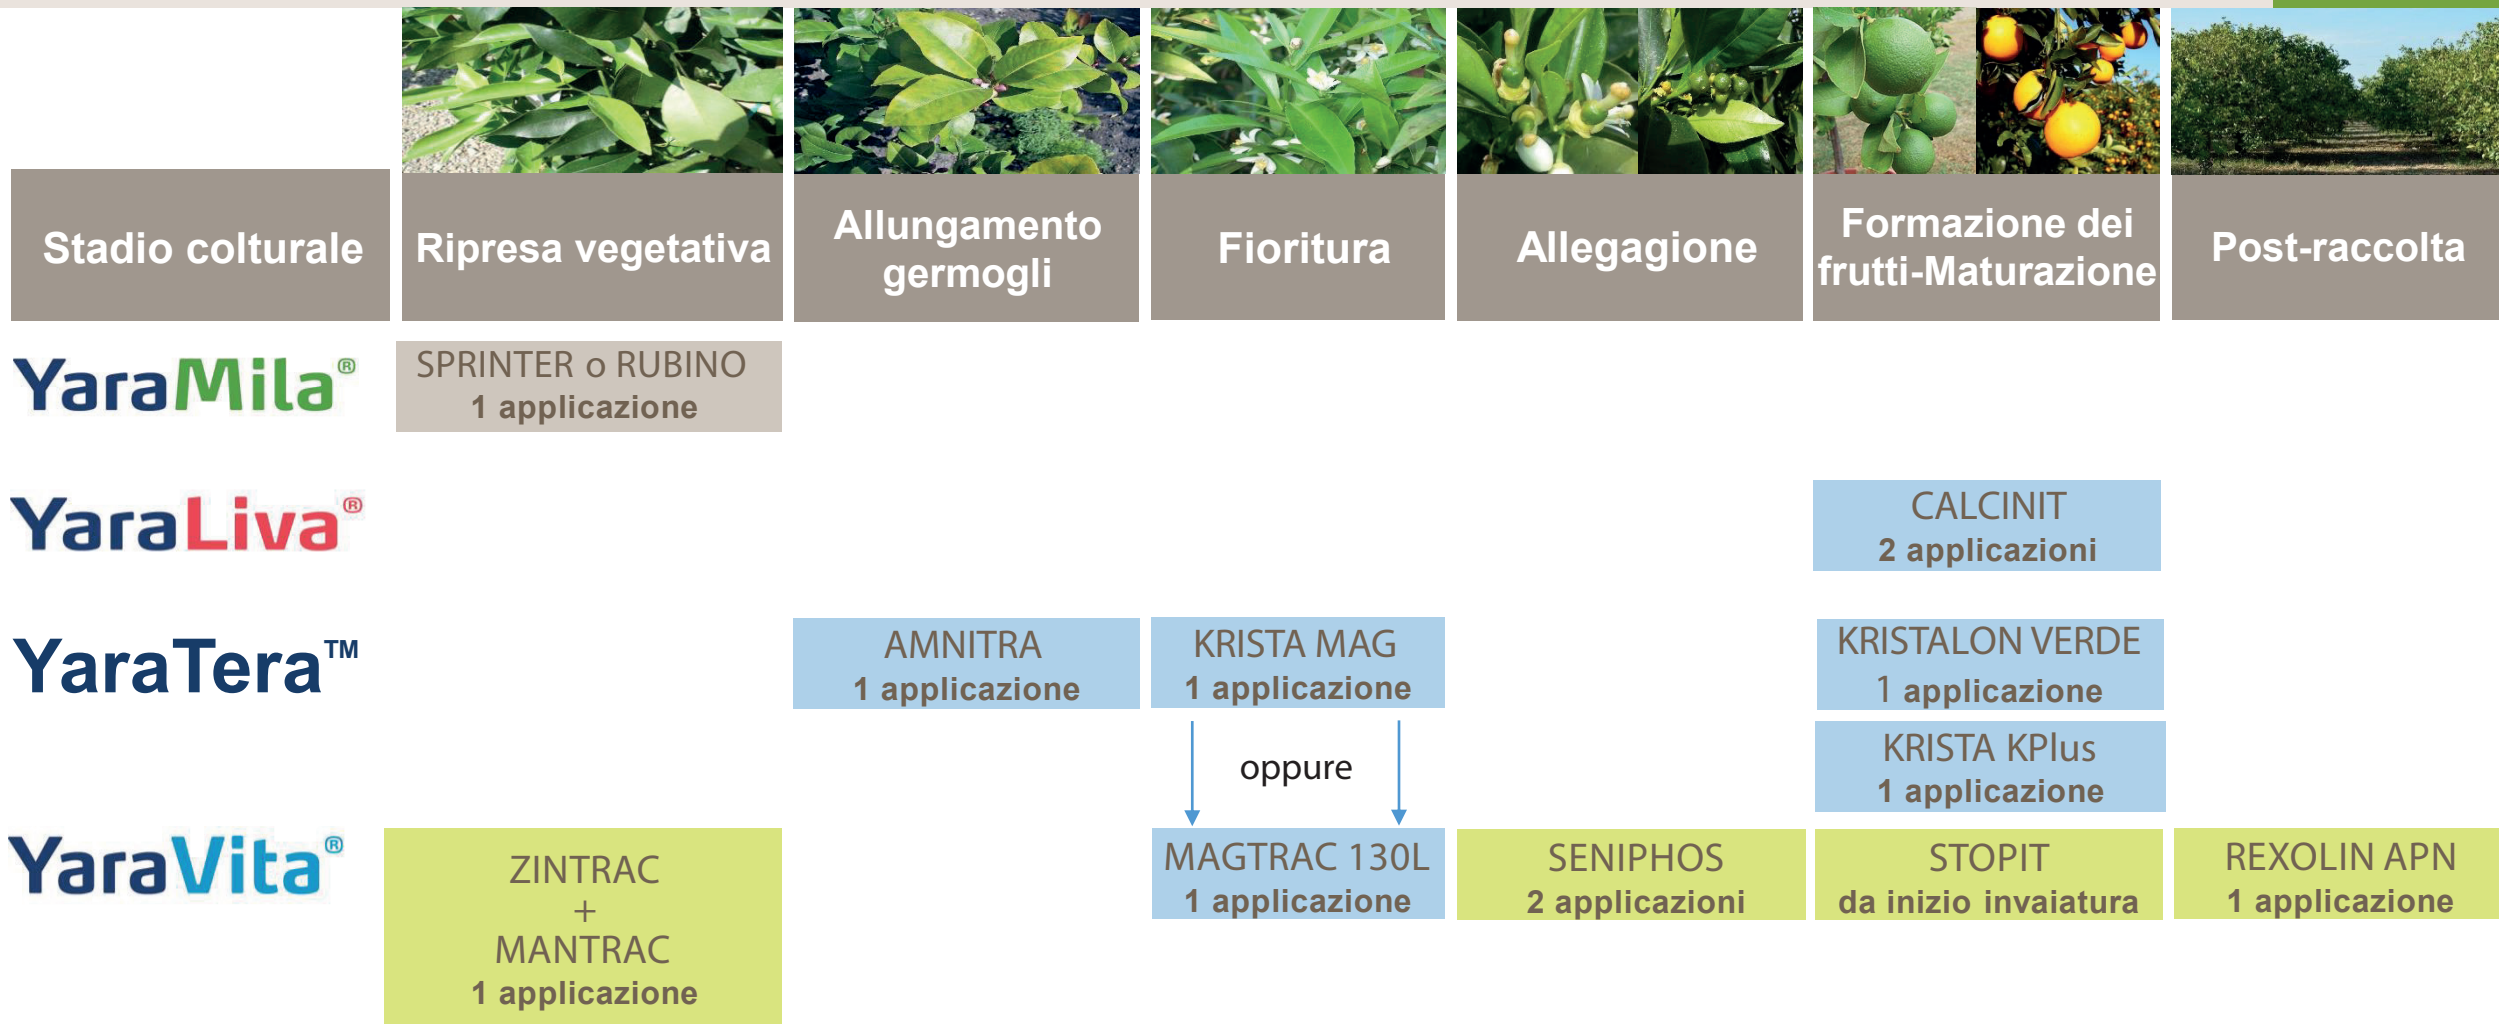 Stadio colturale
Ripresa vegetativa
Allungamento
germogli
Fioritura
Allegagione
Formazione dei
frutti-Maturazione
Post-raccolta
YaraMila®
SPRINTER o RUBINO
1 applicazione
YaraLiva®
CALCINIT
2 applicazioni
YaraTera™
AMNITRA
1 applicazione
KRISTA MAG
1 applicazione
KRISTALON VERDE
1 applicazione
oppure
KRISTA KPlus
1 applicazione
YaraVita®
ZINTRAC
+
MANTRAC
1 applicazione
MAGTRAC 130L
1 applicazione
SENIPHOS
2 applicazioni
STOPIT
da inizio invaiatura
REXOLIN APN
1 applicazione